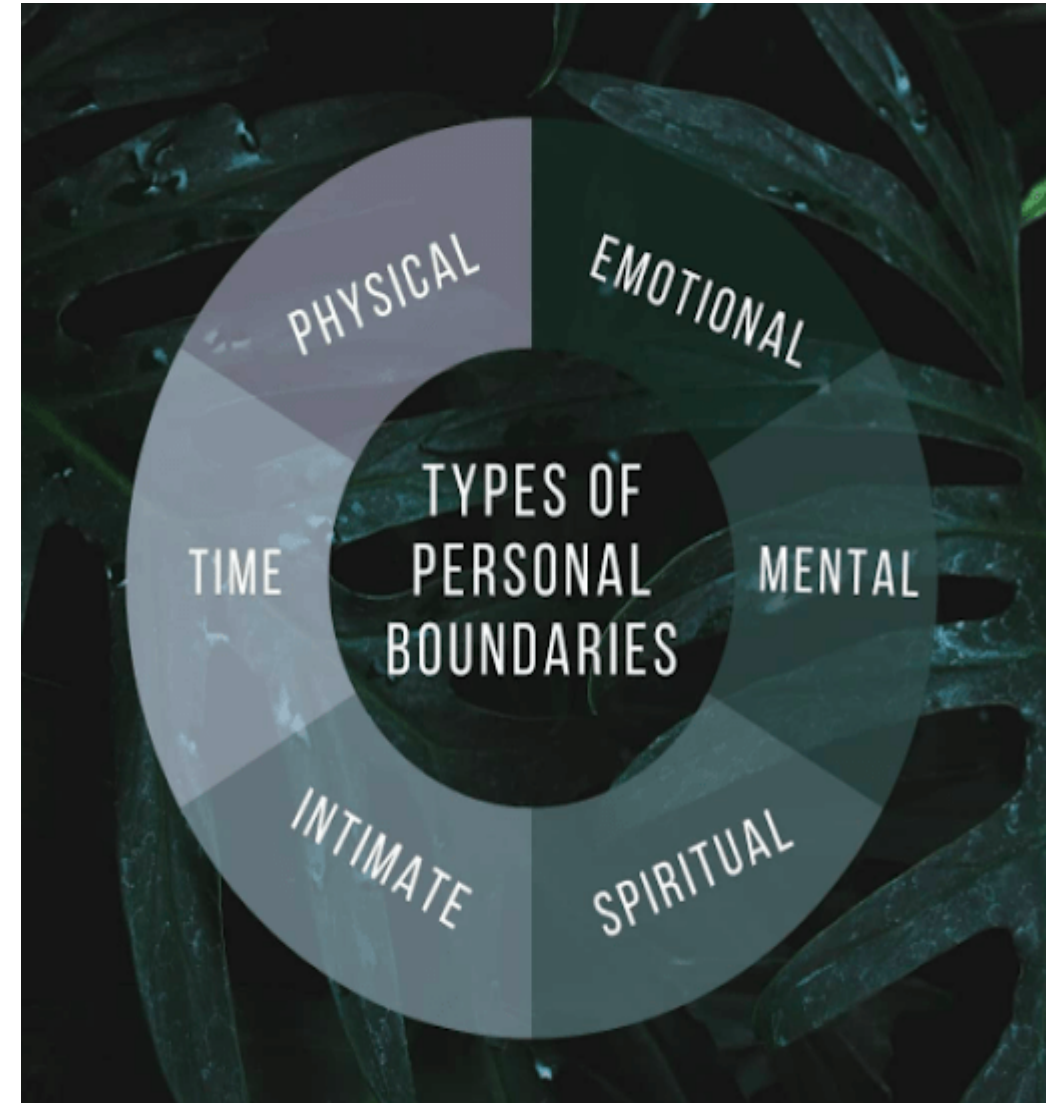 TYPES OF
PERSONAL
BOUNDARIES
EMOTIONAL
MENTAL
SPIRITUAL
INTIMATE
TIME
PHYSICAL